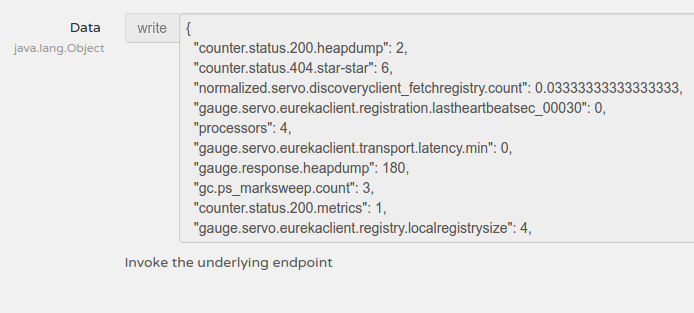 Data
java.lang.Object
write
{
"counter.status.200.heapdump": 2,
"counter.status.404.star-star": 6,
"normalized.servo.discoveryclient_fetchregistry.count": 0.03333333333333333,
"gauge.servo.eurekaclient.registration.lastheartbeatsec_00030": 0,
"processors": 4,
"gauge.servo.eurekaclient.transport.latency.min": 0,
"gauge.response.heapdump": 180,
"gc.ps_marksweep.count": 3,
"counter.status.200.metrics": 1,
"gauge.servo.eurekaclient.registry.localregistrysize": 4,
Invoke the underlying endpoint